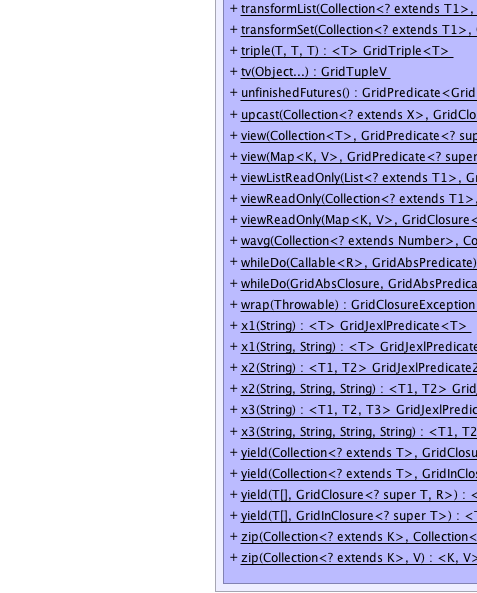 + transformList(Collection<? extends T1>,
+ transformSet(Collection<? extends T1>,
+ triple(T, T, T) : <T> GridTriple<T>
+ tv(Object...) : GridTupleV
+ unfinishedFutures() : GridPredicate<Grid
+ upcast(Collection<? extends X>, GridClo
+ view(Collection<T>, GridPredicate<? sup
+ view(Map<K, V>, GridPredicate<? super
+ viewListReadOnly(List<? extends T1>, Gr
+ viewReadOnly(Collection<? extends T1>,
+ viewReadOnly(Map<K, V>, GridClosure<
+ wavg(Collection<? extends Number>, Co
+ whileDo(Callable<R>, GridAbsPredicate)
+ whileDo(GridAbsClosure, GridAbsPredica
+ wrap(Throwable) : GridClosureException
+ x1(String) : <T> GridJexlPredicate<T>
+ x1(String, String) : <T> GridJexlPredicate
+ x2(String) : <T1, T2> GridJexlPredicate2
+ x2(String, String, String) : <T1, T2> Grid
+ x3(String) : <T1, T2, T3> GridJexlPredic
+ x3(String, String, String, String) : <T1, T2
+ yield(Collection<? extends T>, GridClosu
+ yield(Collection<? extends T>, GridInClo
+ yield(T[], GridClosure<? super T, R>) : <
+ yield(T[], GridInClosure<? super T>) : <T
+ zip(Collection<? extends K>, Collection<
+ zip(Collection<? extends K>, V) : <K, V>